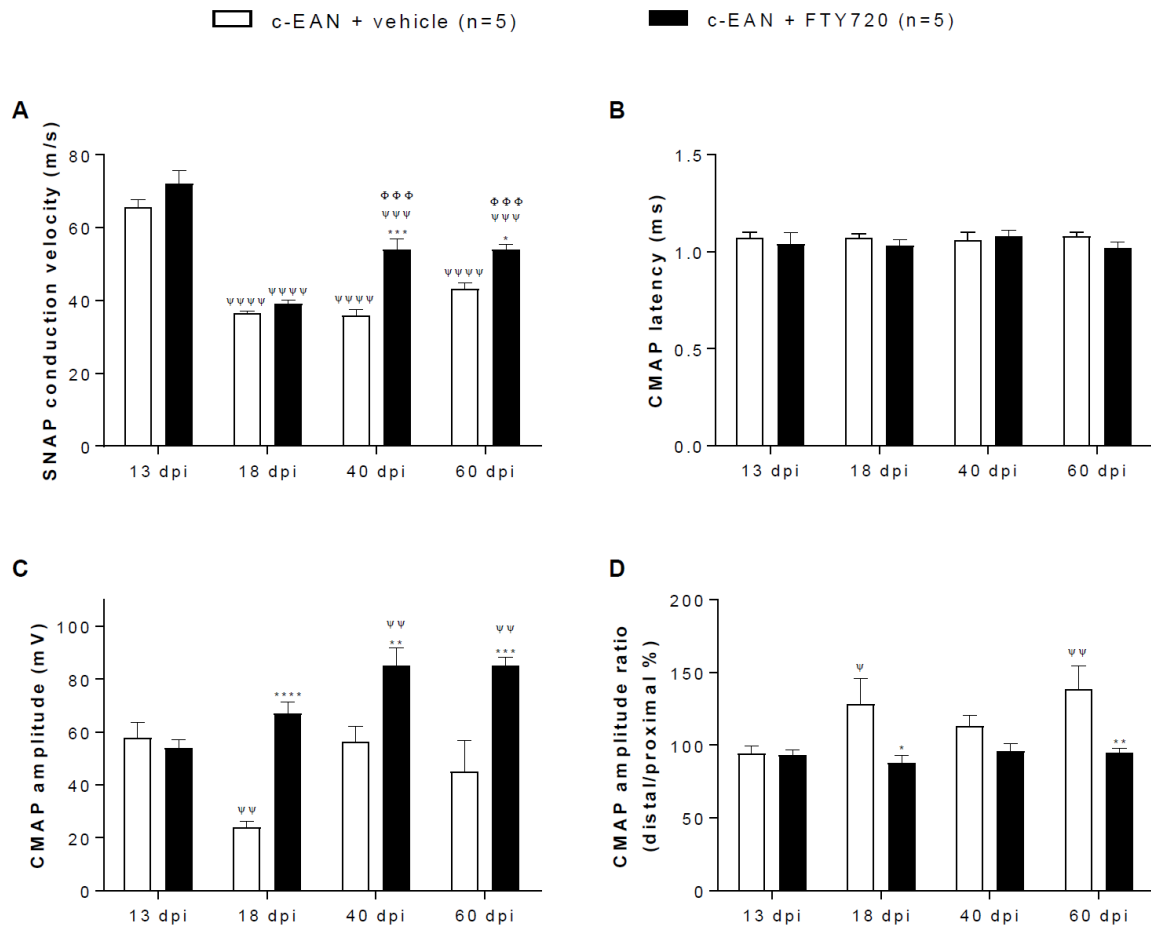 c-EAN + vehicle (n=5)
c-EAN + FTY720 (n=5)
A
SNAP conduction velocity (m/s)
80
60
40
20
0
ψψψψ
ψψψψ
ψψψψ
ΦΦΦ
ψψψ
***
ψψψψ
ΦΦΦ
ψψψ
*
13 dpi
18 dpi
40 dpi
60 dpi
B
CMAP latency (ms)
1.5
1.0
0.5
0.0
13 dpi
18 dpi
40 dpi
60 dpi
C
CMAP amplitude (mV)
100
80
60
40
20
0
ψψ
****
ψψ
**
ψψ
***
13 dpi
18 dpi
40 dpi
60 dpi
D
CMAP amplitude ratio
(distal/proximal %)
200
150
100
50
0
ψ
*
ψψ
**
13 dpi
18 dpi
40 dpi
60 dpi